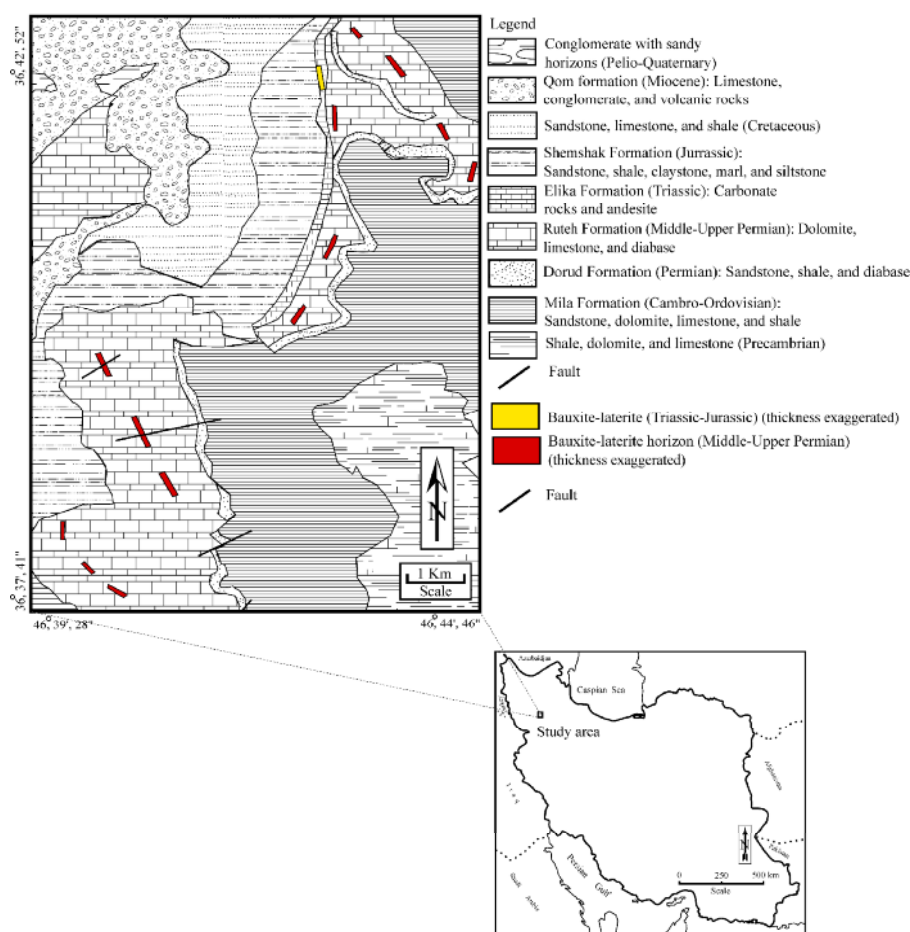 36° 42', 52"
36° 37', 41"
46° 39', 28"
46° 44', 46"
N
1 Km
Scale
Legend
Conglomerate with sandy
horizons (Pelio-Quaternary)
Qom formation (Miocene): Limestone,
conglomerate, and volcanic rocks
Sandstone, limestone, and shale (Cretaceous)
Shemshak Formation (Jurrassic):
Sandstone, shale, claystone, marl, and siltstone
Elika Formation (Triassic): Carbonate
rocks and andesite
Ruteh Formation (Middle-Upper Permian): Dolomite,
limestone, and diabase
Dorud Formation (Permian): Sandstone, shale, and diabase
Mila Formation (Cambro-Ordovisian):
Sandstone, dolomite, limestone, and shale
Shale, dolomite, and limestone (Precambrian)
Fault
Bauxite-laterite (Triassic-Jurassic) (thickness exaggerated)
Bauxite-laterite horizon (Middle-Upper Permian)
(thickness exaggerated)
Fault
Caspian Sea
Study area
Persian Gulf
N
0 250 500 km
Scale